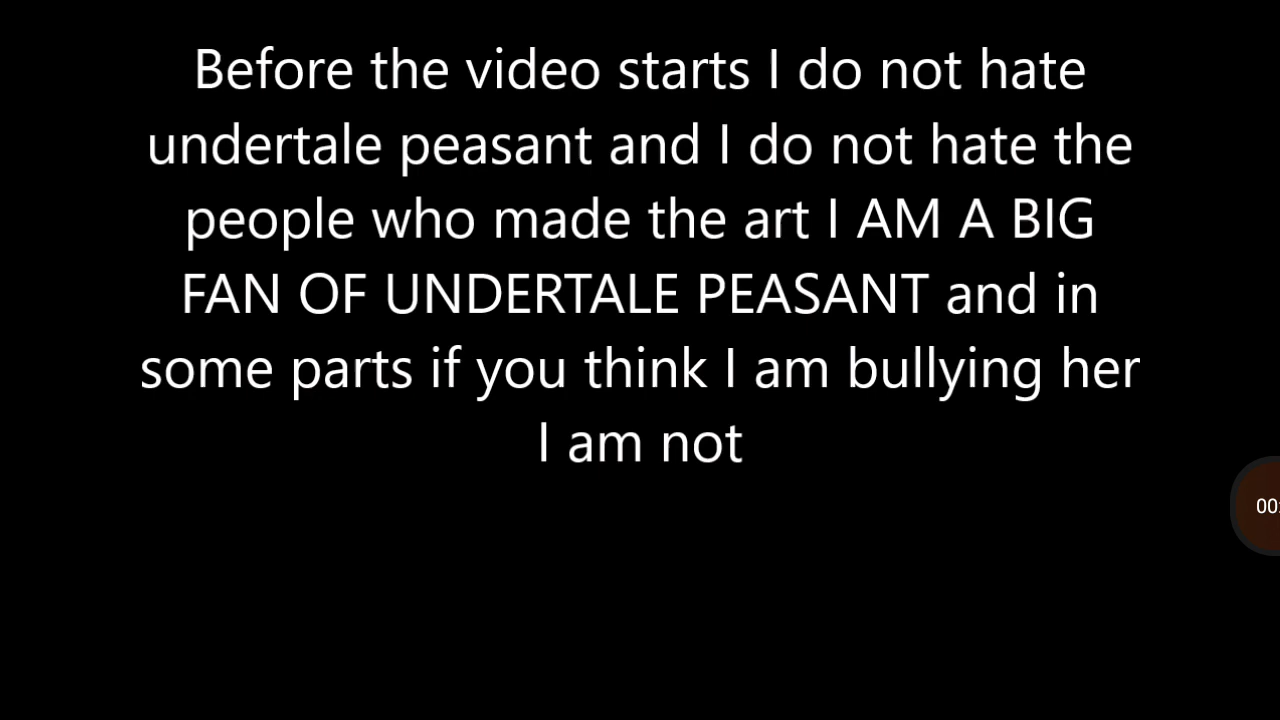 Before the video starts I do not hate
undertale peasant and I do not hate the
people who made the art I AM A BIG
FAN OF UNDERTALE PEASANT and in
some parts if you think I am bullying her
I am not
00: